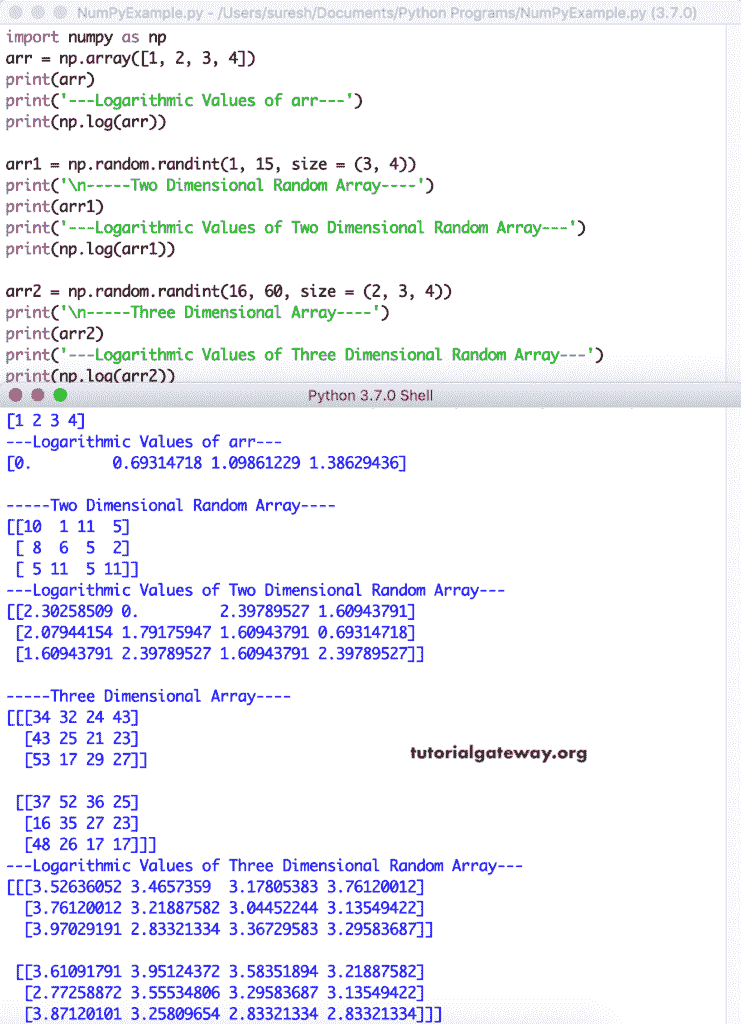 NumPyExample.py - /Users/suresh/Documents/Python Programs/NumPyExample.py (3.7.0)
import numpy as np
arr = np.array([1, 2, 3, 4])
print(arr)
print('---Logarithmic Values of arr---')
print(np.log(arr))

arr1 = np.random.randint(1, 15, size = (3, 4))
print('\n-----Two Dimensional Random Array----')
print(arr1)
print('---Logarithmic Values of Two Dimensional Random Array---')
print(np.log(arr1))

arr2 = np.random.randint(16, 60, size = (2, 3, 4))
print('\n-----Three Dimensional Array----')
print(arr2)
print('---Logarithmic Values of Three Dimensional Random Array---')
print(np.log(arr2))
Python 3.7.0 Shell
[1 2 3 4]
---Logarithmic Values of arr---
[0.         0.69314718 1.09861229 1.38629436]

-----Two Dimensional Random Array----
[[10  1 11  5]
 [ 8  6  5  2]
 [ 5 11  5 11]]
---Logarithmic Values of Two Dimensional Random Array---
[[2.30258509 0.         2.39789527 1.60943791]
 [2.07944154 1.79175947 1.60943791 0.69314718]
 [1.60943791 2.39789527 1.60943791 2.39789527]]

-----Three Dimensional Array----
[[[34 32 24 43]
  [43 25 21 23]
  [53 17 29 27]]
tutorialgateway.org

 [[37 52 36 25]
  [16 35 27 23]
  [48 26 17 17]]]
---Logarithmic Values of Three Dimensional Random Array---
[[[3.52636052 3.4657359  3.17805383 3.76120012]
  [3.76120012 3.21887582 3.04452244 3.13549422]
  [3.97029191 2.83321334 3.36729583 3.29583687]]

 [[3.61091791 3.95124372 3.58351894 3.21887582]
  [2.77258872 3.55534806 3.29583687 3.13549422]
  [3.87120101 3.25809654 2.83321334 2.83321334]]]